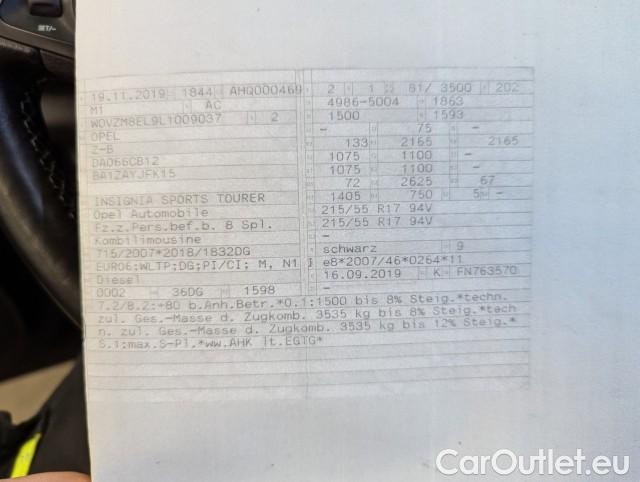 SET/-
19.11.2019 1844 AHQ000469 2 1 81/ 3500 202
M1 AC 4986-5004 1863
W0VZM8EL9L1009037 2 1500 1593
OPEL - 75 -
Z-B 133 2165 2165
DA066CB12 1075 1100 -
BA1ZAYJFK15 1075 1100 -
72 2625 67
INSIGNIA SPORTS TOURER 1405 750 5 -
Opel Automobile 215/55 R17 94V
Fz.z.Pers.bef.b. 8 Spl. 215/55 R17 94V
Kombilimousine -
715/2007*2018/1832DG schwarz 9
EURO6;WLTP;DG;PI/CI; M, N1 j e8*2007/46*0264*11
Diesel 16.09.2019 K FN763570
0002 36DG 1598
7.2/8.2:+80 b.Anh.Betr.*O.1:1500 bis 8% Steig.*techn.
zul. Ges.-Masse d. Zugkomb. 3535 kg bis 8% Steig.*tech
n. zul. Ges.-Masse d. Zugkomb. 3535 kg bis 12% Steig.*
S.1:max.S-Pl.*ww.AHK lt.EGTG*
CarOutlet.eu